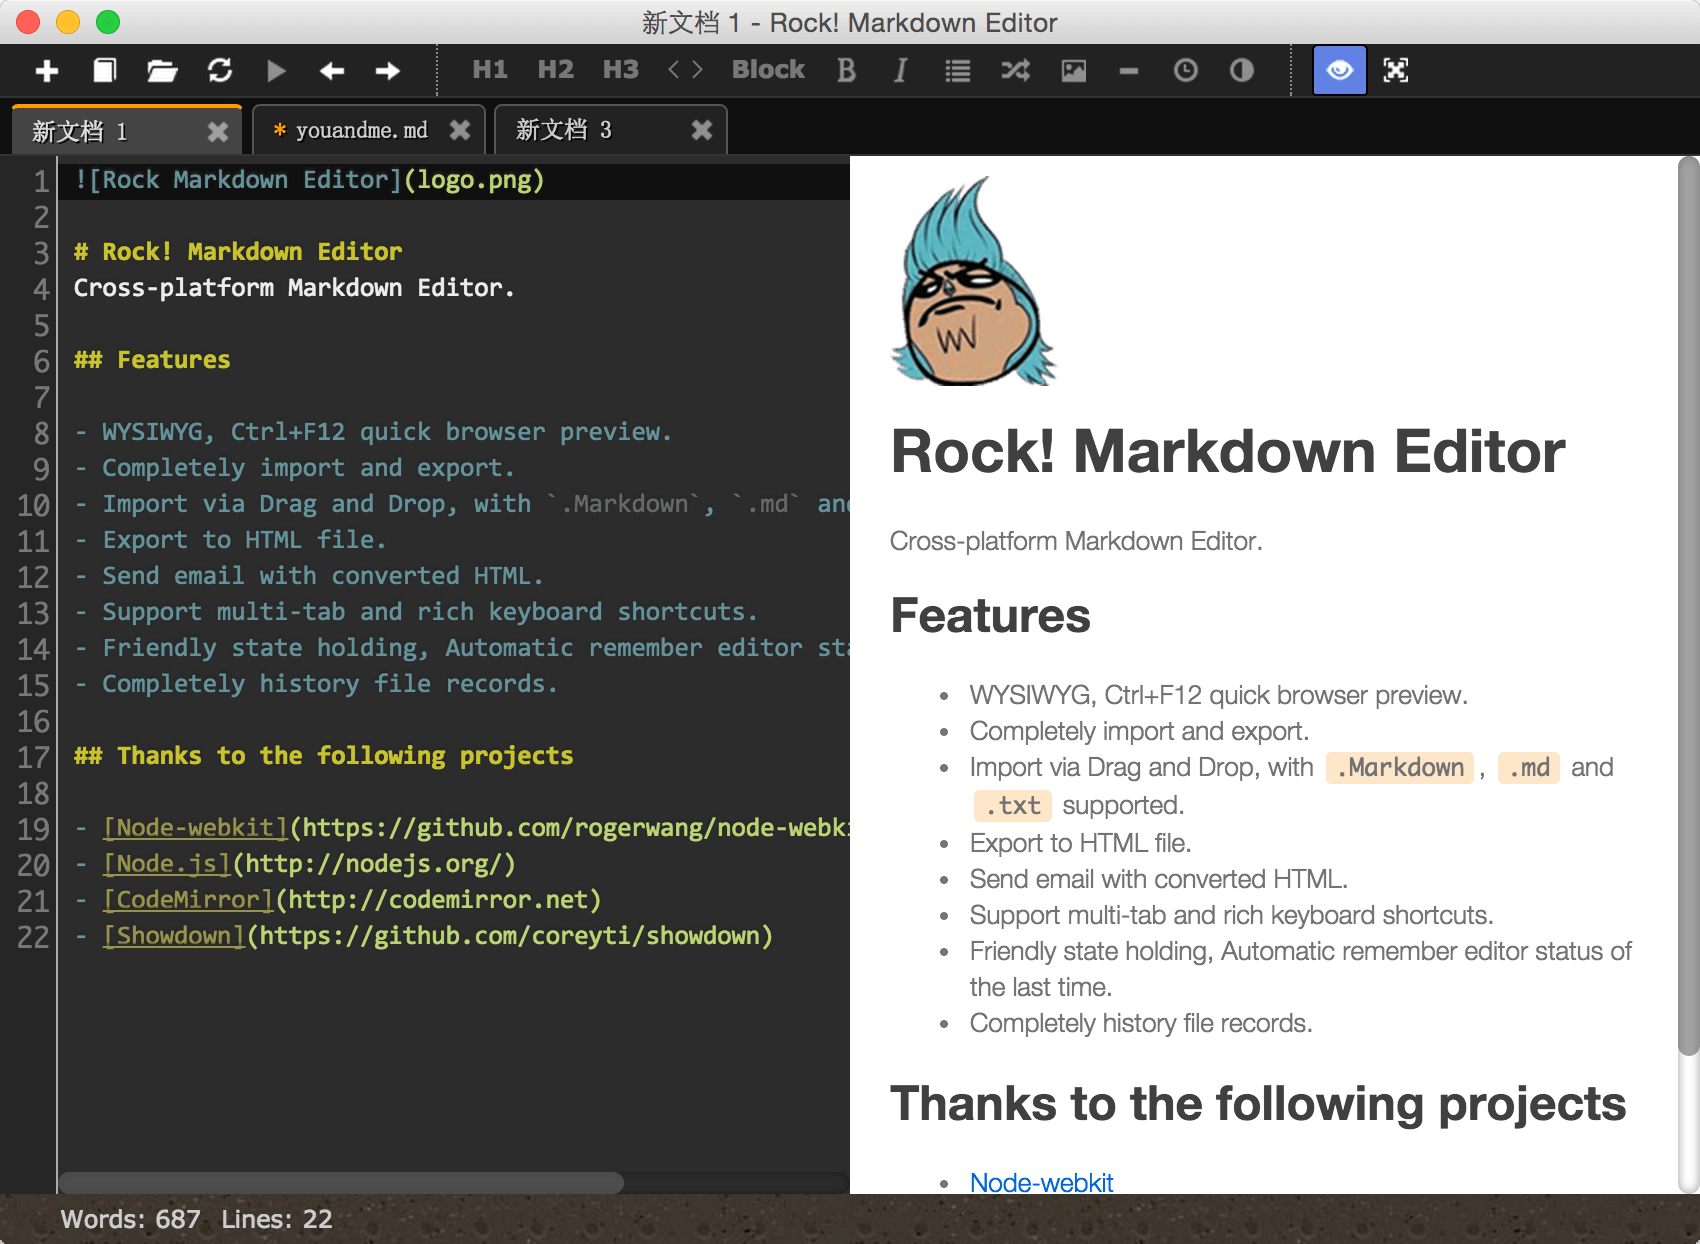 新文档 1 - Rock! Markdown Editor
H1 H2 H3 < > Block B I
新文档 1
* youandme.md
新文档 3
1 ![Rock Markdown Editor](logo.png)
2
3 # Rock! Markdown Editor
4 Cross-platform Markdown Editor.
5
6 ## Features
7
8 - WYSIWYG, Ctrl+F12 quick browser preview.
9 - Completely import and export.
10 - Import via Drag and Drop, with `.Markdown`, `.md` and
11 - Export to HTML file.
12 - Send email with converted HTML.
13 - Support multi-tab and rich keyboard shortcuts.
14 - Friendly state holding, Automatic remember editor sta
15 - Completely history file records.
16
17 ## Thanks to the following projects
18
19 - [Node-webkit](https://github.com/rogerwang/node-webki
20 - [Node.js](http://nodejs.org/)
21 - [CodeMirror](http://codemirror.net)
22 - [Showdown](https://github.com/coreyti/showdown)
Rock! Markdown Editor
Cross-platform Markdown Editor.
Features
• WYSIWYG, Ctrl+F12 quick browser preview.
• Completely import and export.
• Import via Drag and Drop, with .Markdown , .md and
.txt supported.
• Export to HTML file.
• Send email with converted HTML.
• Support multi-tab and rich keyboard shortcuts.
• Friendly state holding, Automatic remember editor status of
the last time.
• Completely history file records.
Thanks to the following projects
• Node-webkit
Words: 687 Lines: 22